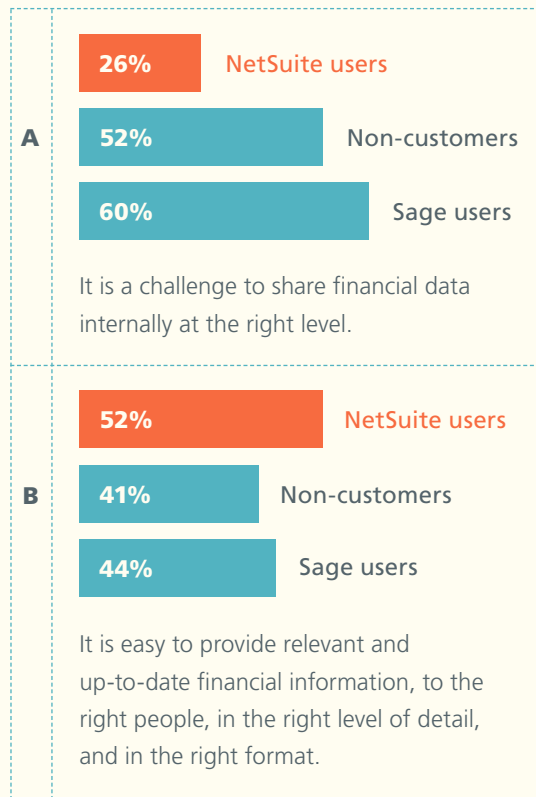 26% NetSuite users
A 52% Non-customers
60% Sage users
It is a challenge to share financial data
internally at the right level.
52% NetSuite users
B 41% Non-customers
44% Sage users
It is easy to provide relevant and
up-to-date financial information, to the
right people, in the right level of detail,
and in the right format.